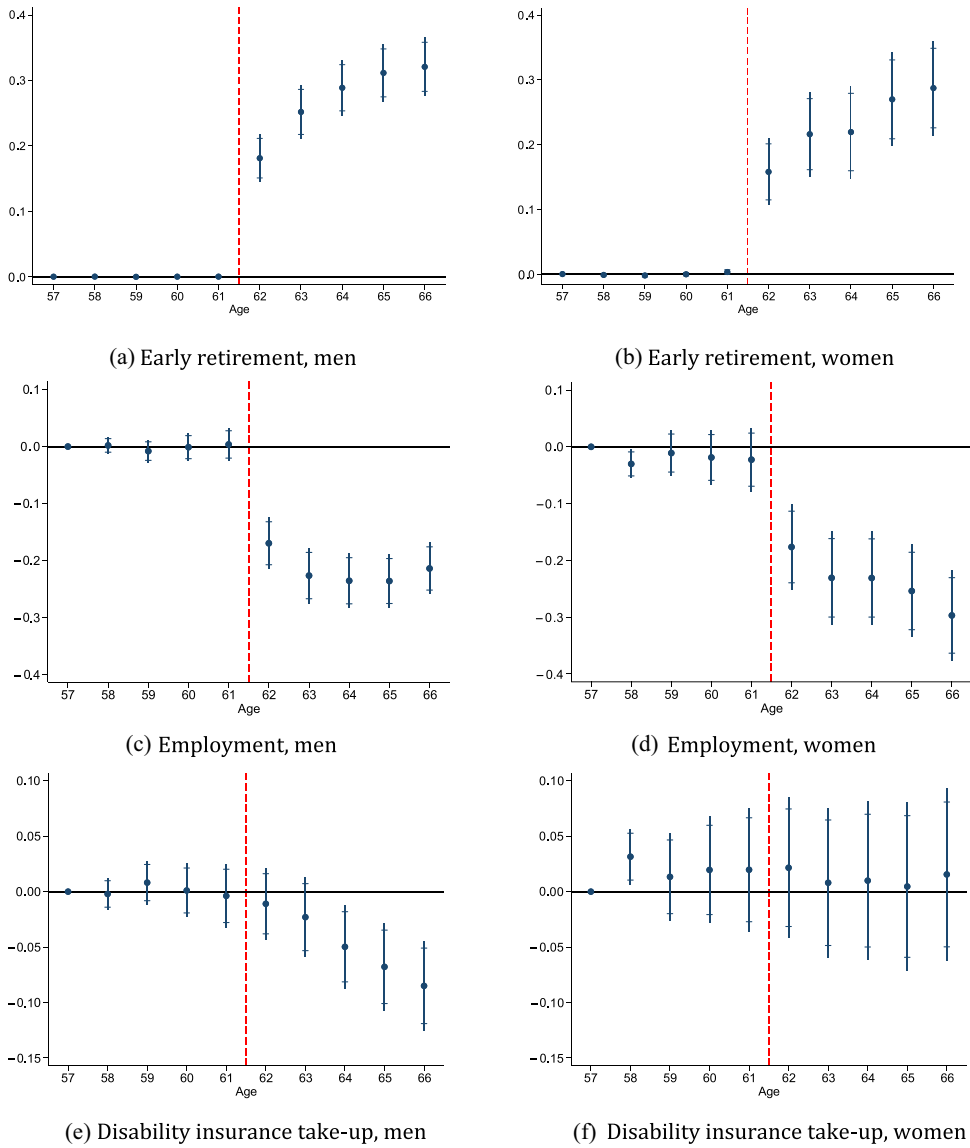 0.4
0.3
0.2
0.1
0.0
57 58 59 60 61 62 63 64 65 66
Age
(a) Early retirement, men
0.4
0.3
0.2
0.1
0.0
57 58 59 60 61 62 63 64 65 66
Age
(b) Early retirement, women
0.1
0.0
−0.1
−0.2
−0.3
−0.4
57 58 59 60 61 62 63 64 65 66
Age
(c) Employment, men
0.1
0.0
−0.1
−0.2
−0.3
−0.4
57 58 59 60 61 62 63 64 65 66
Age
(d) Employment, women
0.10
0.05
0.00
−0.05
−0.10
−0.15
57 58 59 60 61 62 63 64 65 66
Age
(e) Disability insurance take-up, men
0.10
0.05
0.00
−0.05
−0.10
−0.15
57 58 59 60 61 62 63 64 65 66
Age
(f) Disability insurance take-up, women